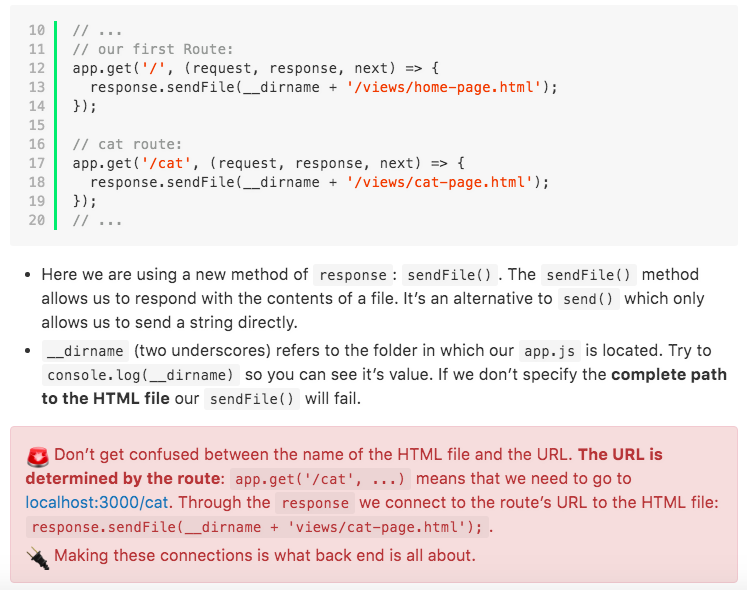 10 // ...
11 // our first Route:
12 app.get('/', (request, response, next) => {
13   response.sendFile(__dirname + '/views/home-page.html');
14 });
15
16 // cat route:
17 app.get('/cat', (request, response, next) => {
18   response.sendFile(__dirname + '/views/cat-page.html');
19 });
20 // ...
• Here we are using a new method of response: sendFile(). The sendFile() method
allows us to respond with the contents of a file. It’s an alternative to send() which only
allows us to send a string directly.
• __dirname (two underscores) refers to the folder in which our app.js is located. Try to
console.log(__dirname) so you can see it’s value. If we don’t specify the complete path
to the HTML file our sendFile() will fail.
🚨 Don’t get confused between the name of the HTML file and the URL. The URL is
determined by the route: app.get('/cat', ...) means that we need to go to
localhost:3000/cat. Through the response we connect to the route’s URL to the HTML file:
response.sendFile(__dirname + 'views/cat-page.html');.
🔌 Making these connections is what back end is all about.